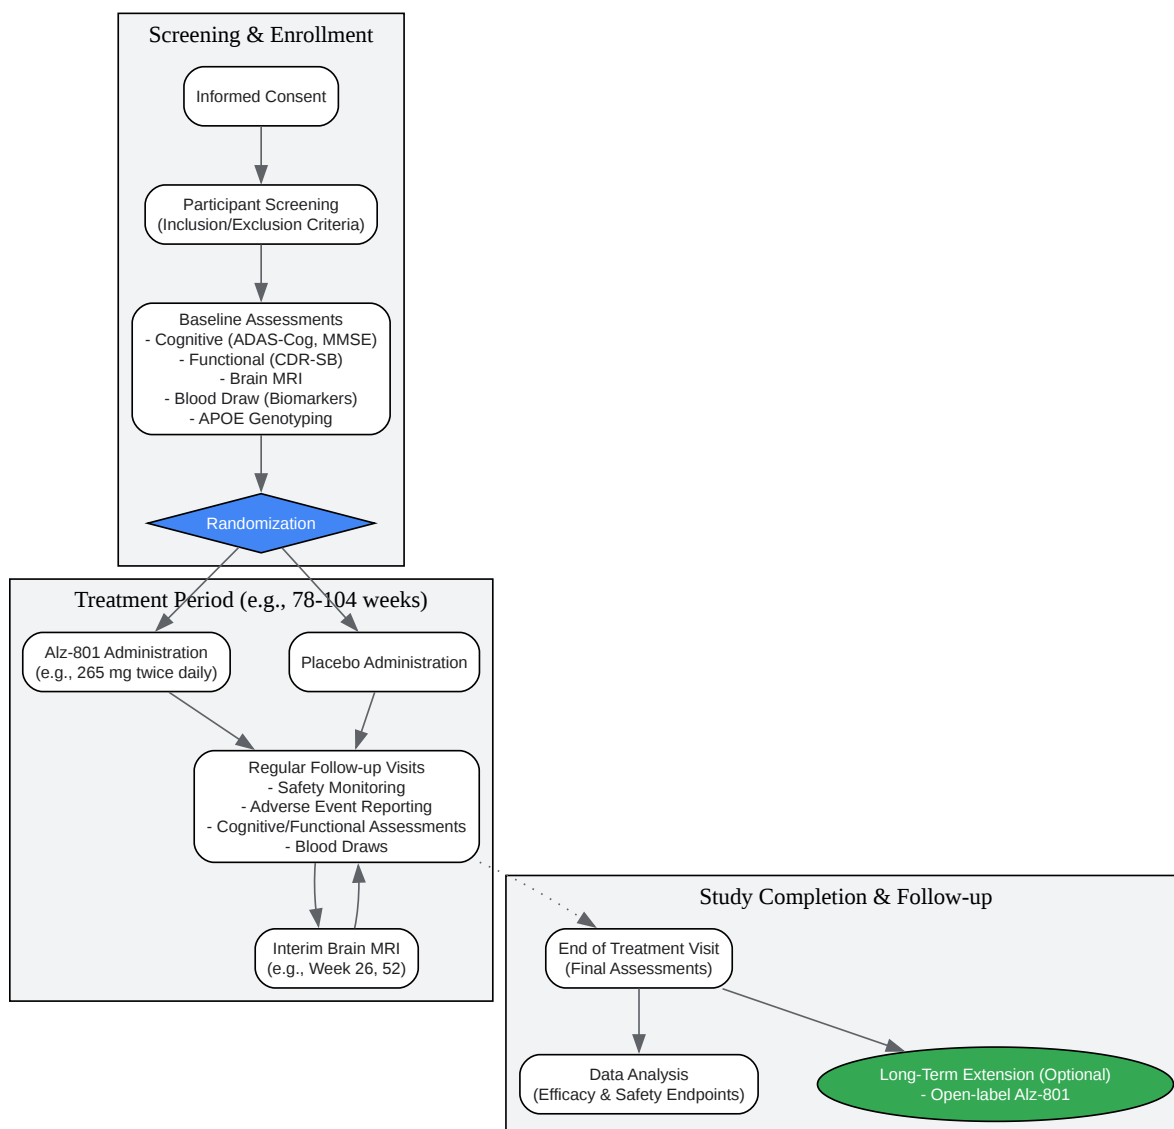 Screening & Enrollment
Informed Consent
Participant Screening
(Inclusion/Exclusion Criteria)
Baseline Assessments
- Cognitive (ADAS-Cog, MMSE)
- Functional (CDR-SB)
- Brain MRI
- Blood Draw (Biomarkers)
- APOE Genotyping
Randomization
Treatment Period (e.g., 78-104 weeks)
Alz-801 Administration
(e.g., 265 mg twice daily)
Placebo Administration
Regular Follow-up Visits
- Safety Monitoring
- Adverse Event Reporting
- Cognitive/Functional Assessments
- Blood Draws
Interim Brain MRI
(e.g., Week 26, 52)
Study Completion & Follow-up
End of Treatment Visit
(Final Assessments)
Data Analysis
(Efficacy & Safety Endpoints)
Long-Term Extension (Optional)
- Open-label Alz-801